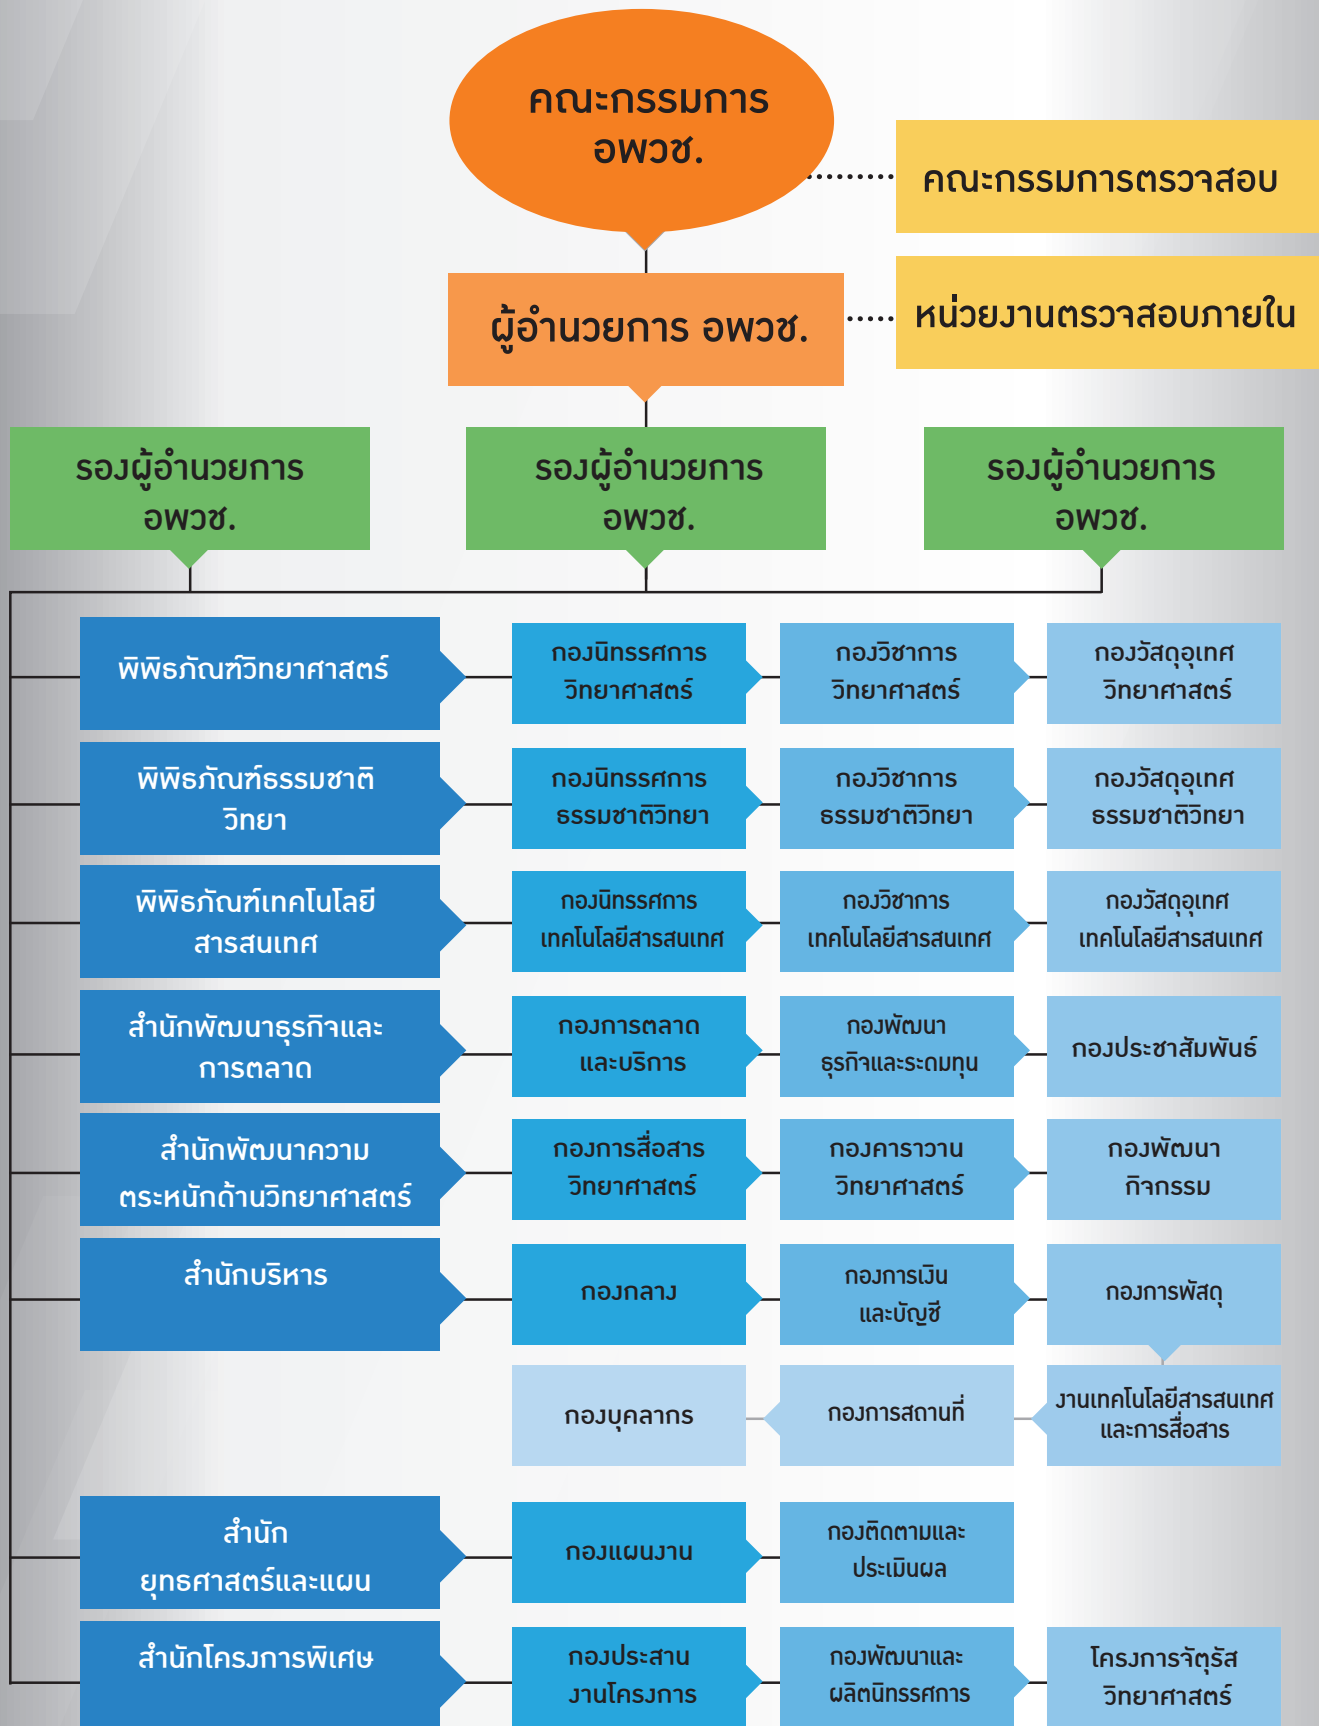 คณะกรรมการ
อพวช.
คณะกรรมการตรวจสอบ
ผู้อำนวยการ อพวช.
หน่วยงานตรวจสอบภายใน
รองผู้อำนวยการ
อพวช.
รองผู้อำนวยการ
อพวช.
รองผู้อำนวยการ
อพวช.
พิพิธภัณฑ์วิทยาศาสตร์
กองนิทรรศการ
วิทยาศาสตร์
กองวิชาการ
วิทยาศาสตร์
กองวัสดุอุเทศ
วิทยาศาสตร์
พิพิธภัณฑ์ธรรมชาติ
วิทยา
กองนิทรรศการ
ธรรมชาติวิทยา
กองวิชาการ
ธรรมชาติวิทยา
กองวัสดุอุเทศ
ธรรมชาติวิทยา
พิพิธภัณฑ์เทคโนโลยี
สารสนเทศ
กองนิทรรศการ
เทคโนโลยีสารสนเทศ
กองวิชาการ
เทคโนโลยีสารสนเทศ
กองวัสดุอุเทศ
เทคโนโลยีสารสนเทศ
สำนักพัฒนาธุรกิจและ
การตลาด
กองการตลาด
และบริการ
กองพัฒนา
ธุรกิจและระดมทุน
กองประชาสัมพันธ์
สำนักพัฒนาความ
ตระหนักด้านวิทยาศาสตร์
กองการสื่อสาร
วิทยาศาสตร์
กองคาราวาน
วิทยาศาสตร์
กองพัฒนา
กิจกรรม
สำนักบริหาร
กองกลาง
กองการเงิน
และบัญชี
กองการพัสดุ
กองบุคลากร
กองการสถานที่
งานเทคโนโลยีสารสนเทศ
และการสื่อสาร
สำนัก
ยุทธศาสตร์และแผน
กองแผนงาน
กองติดตามและ
ประเมินผล
สำนักโครงการพิเศษ
กองประสาน
งานโครงการ
กองพัฒนาและ
ผลิตนิทรรศการ
โครงการจัตุรัส
วิทยาศาสตร์